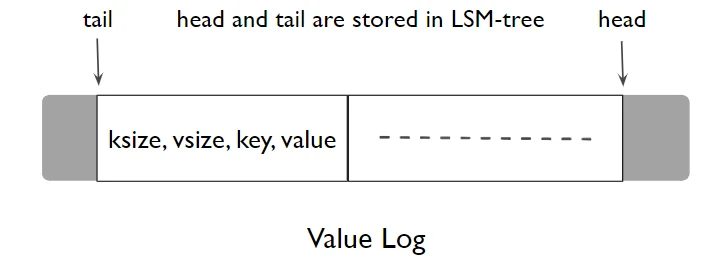 tail head and tail are stored in LSM-tree head
ksize, vsize, key, value
Value Log